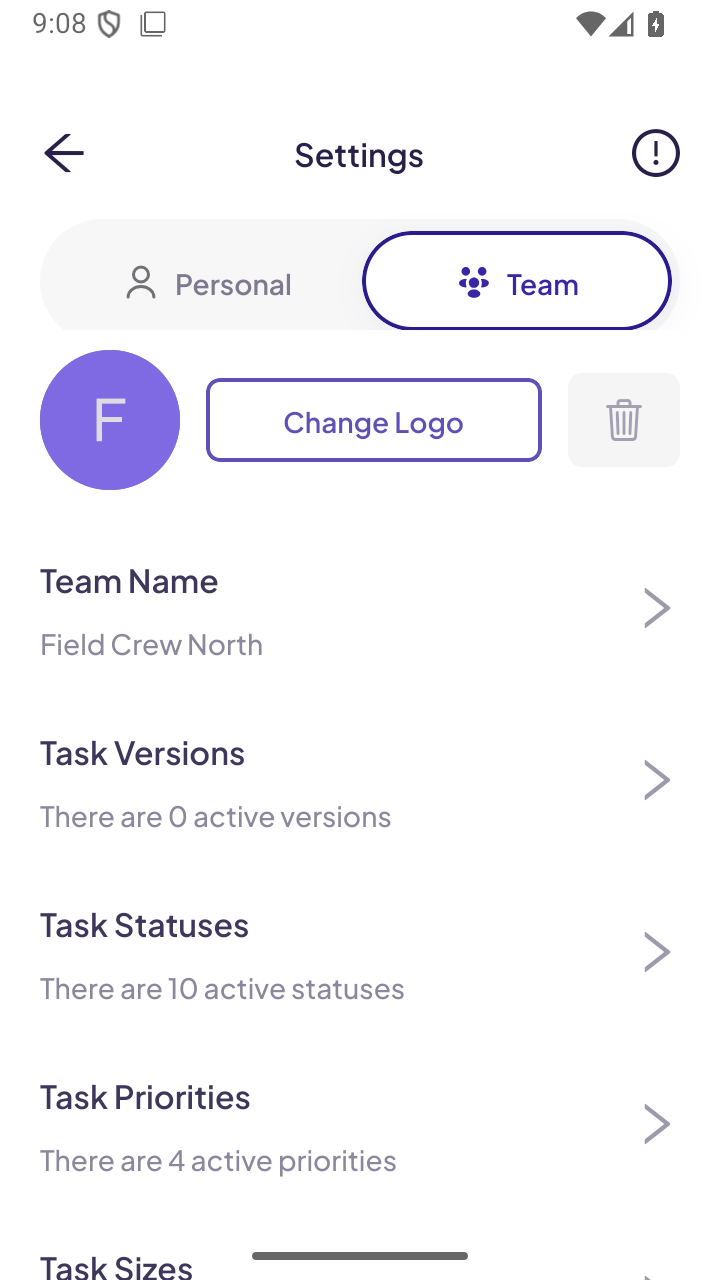 9:08
Settings
Personal
Team
F
Change Logo
Team Name
Field Crew North
Task Versions
There are 0 active versions
Task Statuses
There are 10 active statuses
Task Priorities
There are 4 active priorities
Task Sizes